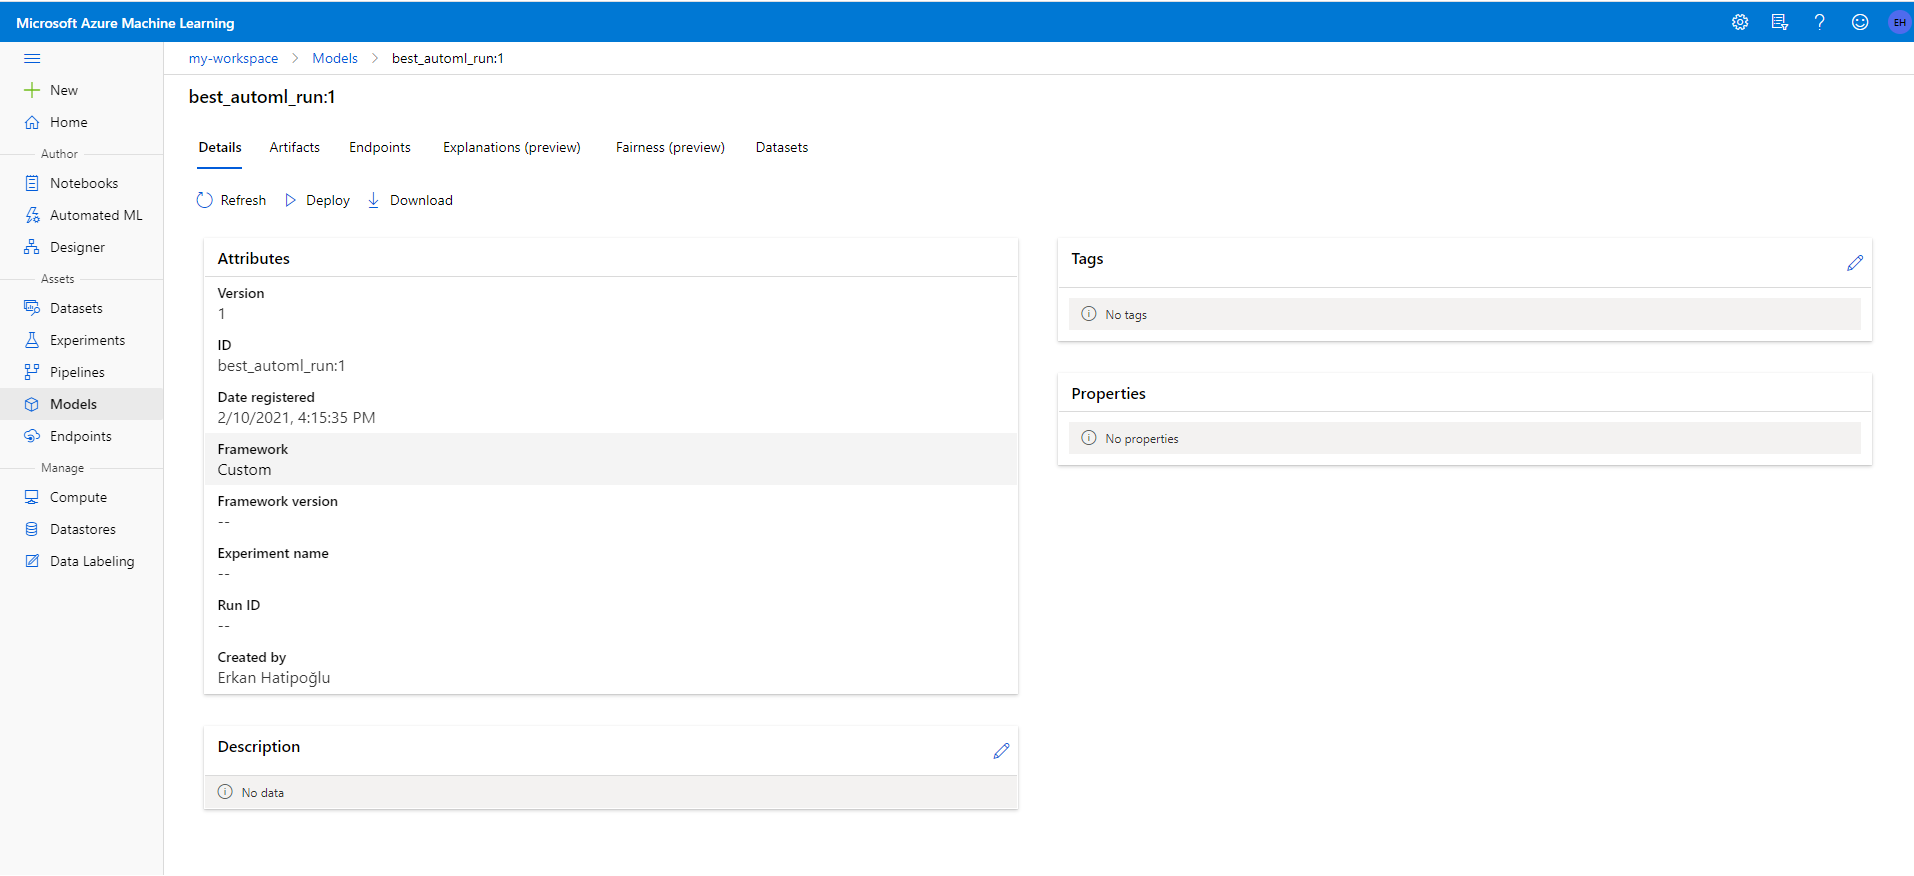 Microsoft Azure Machine Learning
EH
my-workspace > Models > best_automl_run:1
New
Home
Author
Notebooks
Automated ML
Designer
Assets
Datasets
Experiments
Pipelines
Models
Endpoints
Manage
Compute
Datastores
Data Labeling
best_automl_run:1
Details Artifacts Endpoints Explanations (preview) Fairness (preview) Datasets
Refresh Deploy Download
Attributes
Version
1
ID
best_automl_run:1
Date registered
2/10/2021, 4:15:35 PM
Framework
Custom
Framework version
--
Experiment name
--
Run ID
--
Created by
Erkan Hatipoğlu
Description
No data
Tags
No tags
Properties
No properties